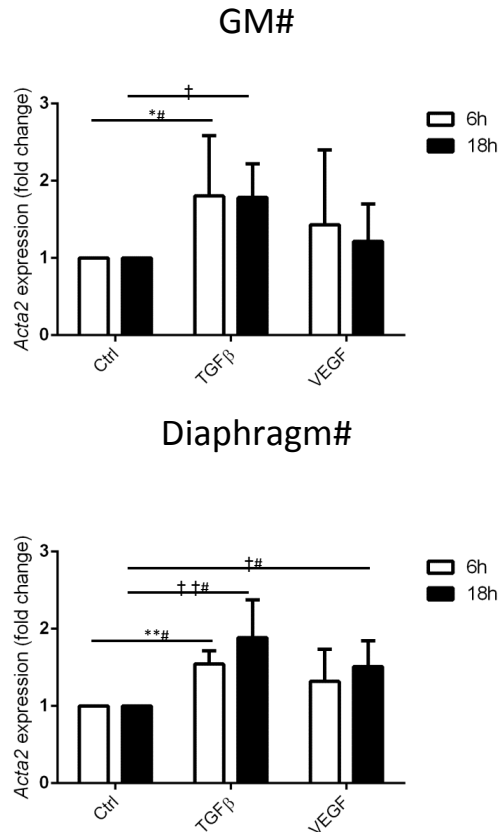 GM#
†
*#
3
2
1
0
Acta2 expression (fold change)
6h
18h
Ctrl
TGFβ
VEGF
Diaphragm#
†#
† †#
**#
3
2
1
0
Acta2 expression (fold change)
6h
18h
Ctrl
TGFβ
VEGF